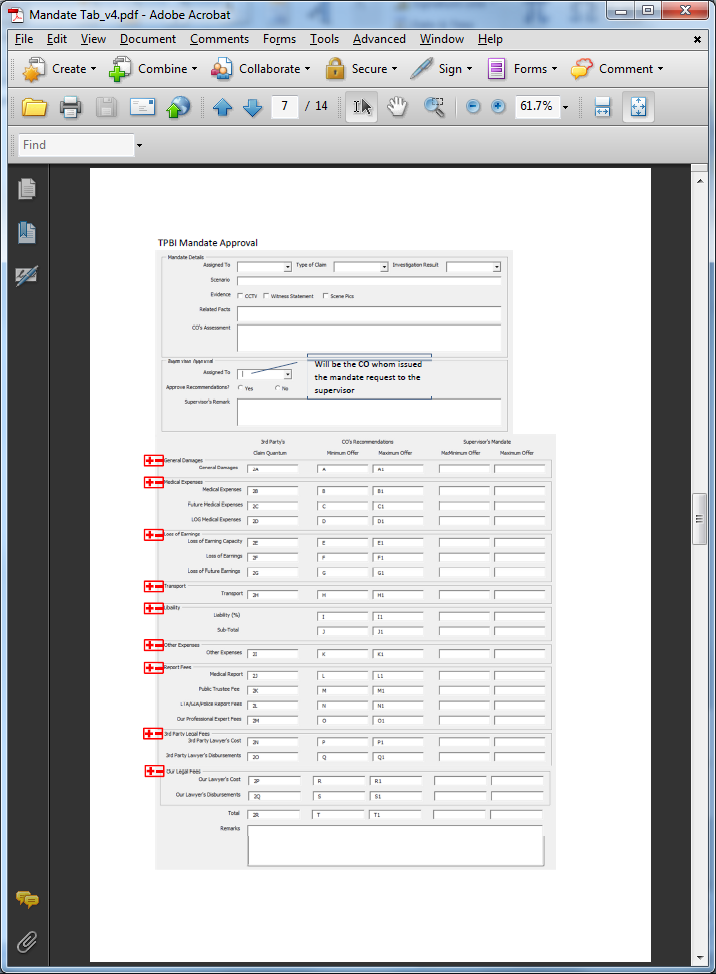 Mandate Tab_v4.pdf - Adobe Acrobat
File Edit View Document Comments Forms Tools Advanced Window Help
Create Combine Collaborate Secure Sign Forms Comment
7 / 14 61.7%
Find
TPBI Mandate Approval
Mandate Details
Assigned To Type of Claim Investigation Result
Scenario
Evidence CCTV Witness Statement Scene Pics
Related Facts
CO's Assessment
Supervisor Approval
Assigned To
Will be the CO whom issued
the mandate request to the
supervisor
Approve Recommendations? Yes No
Supervisor's Remark
3rd Party's CO's Recommendations Supervisor's Mandate
Claim Quantum Minimum Offer Maximum Offer MaMinimum Offer Maximum Offer
General Damages
General Damages 2A A A1
Medical Expenses
Medical Expenses 2B B B1
Future Medical Expenses 2C C C1
LOG Medical Expenses 2D D D1
Loss of Earnings
Loss of Earning Capacity 2E E E1
Loss of Earnings 2F F F1
Loss of Future Earnings 2G G G1
Transport
Transport 2H H H1
Liability (%) I I1
Sub-Total J J1
Other Expenses
Other Expenses 2I K K1
Report Fees
Medical Report 2J L L1
Public Trustee Fee 2K M M1
LTA/GIA/Police Report Fees 2L N N1
Our Professional Expert Fees 2M O O1
3rd Party Legal Fees
3rd Party Lawyer's Cost 2N P P1
3rd Party Lawyer's Disbursements 2O Q Q1
Our Legal Fees
Our Lawyer's Cost 2P R R1
Our Lawyer's Disbursements 2Q S S1
Total 2R T T1
Remarks